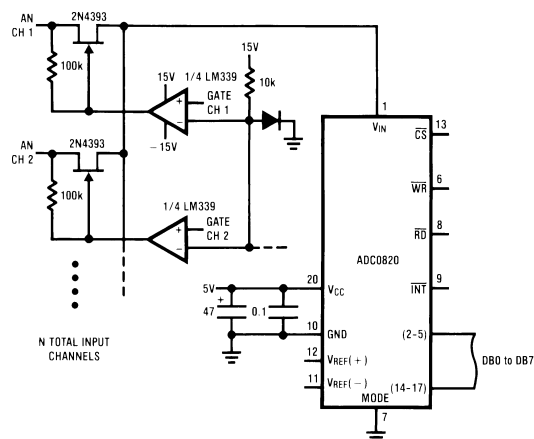 AN
CH 1
2N4393
100k
15V
1/4 LM339
+
−
GATE
CH 1
−15V
15V
10k
AN
CH 2
2N4393
100k
1/4 LM339
+
−
GATE
CH 2
N TOTAL INPUT
CHANNELS
5V
+
47
0.1
1
VIN
13
CS
6
WR
8
RD
ADC0820
9
INT
20
VCC
10
GND
12
VREF(+)
11
VREF(−)
(2-5)
(14-17)
DB0 to DB7
MODE
7